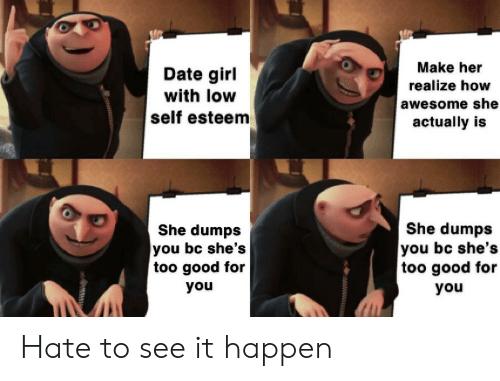 Date girl
with low
self esteem
Make her
realize how
awesome she
actually is
She dumps
you bc she's
too good for
you
She dumps
you bc she's
too good for
you
Hate to see it happen